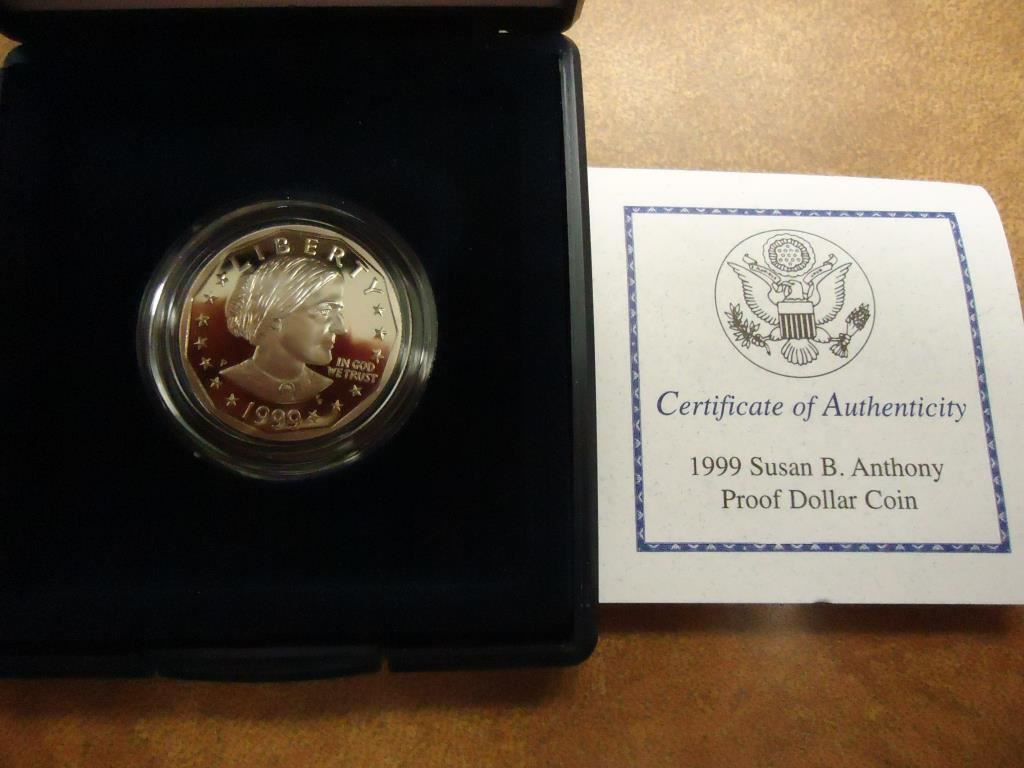 LIBERTY
P
IN GOD
WE TRUST
1999
Certificate of Authenticity
1999 Susan B. Anthony
Proof Dollar Coin